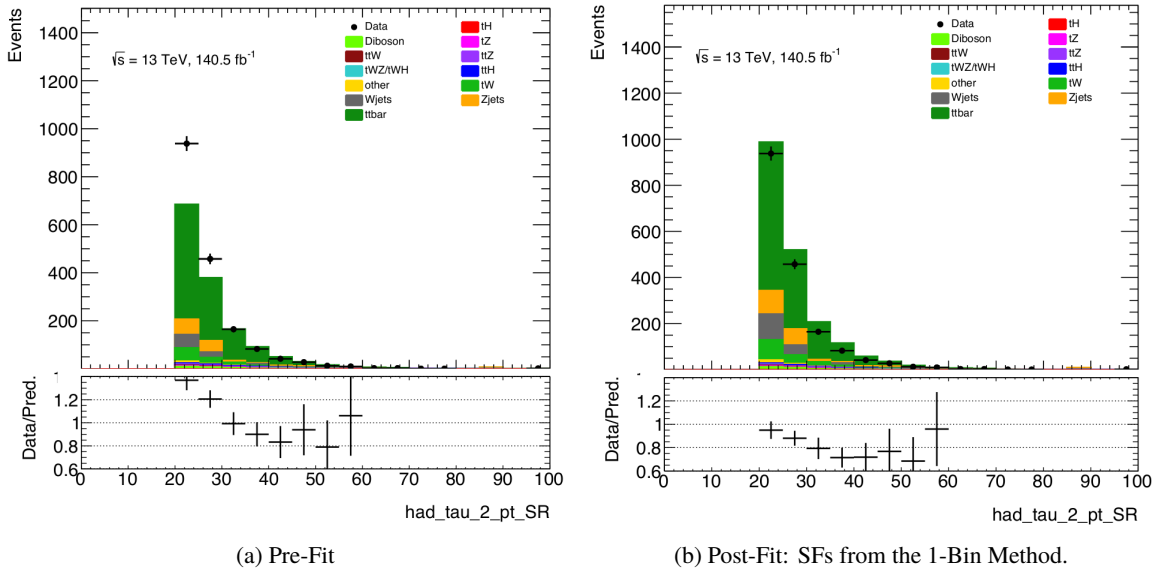 Events
1400
1200
1000
800
600
400
200
√s = 13 TeV, 140.5 fb-1
Data
Diboson
ttW
tWZ/tWH
other
Wjets
ttbar
tH
tZ
ttZ
ttH
tW
Zjets
Data/Pred.
1.2
1
0.8
0.6
0 10 20 30 40 50 60 70 80 90 100
had_tau_2_pt_SR
(a) Pre-Fit
Events
1400
1200
1000
800
600
400
200
√s = 13 TeV, 140.5 fb-1
Data
Diboson
ttW
tWZ/tWH
other
Wjets
ttbar
tH
tZ
ttZ
ttH
tW
Zjets
Data/Pred.
1.2
1
0.8
0.6
0 10 20 30 40 50 60 70 80 90 100
had_tau_2_pt_SR
(b) Post-Fit: SFs from the 1-Bin Method.